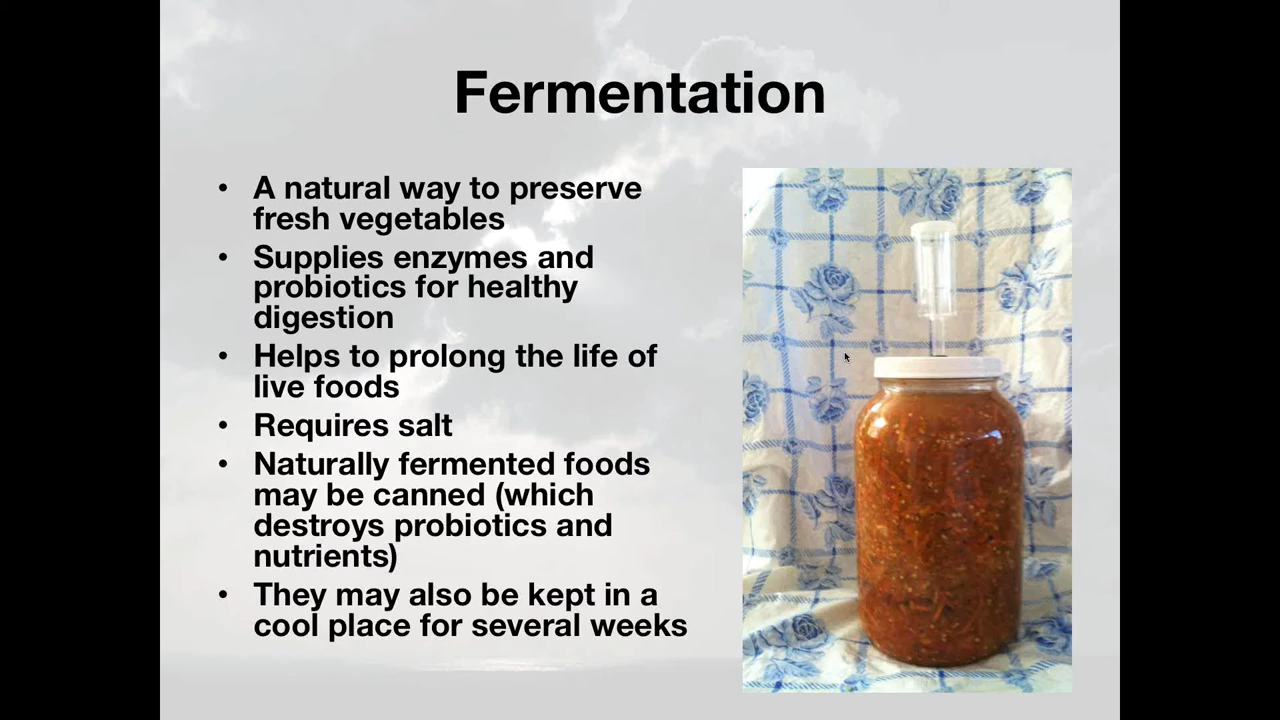 Fermentation
• A natural way to preserve
fresh vegetables
• Supplies enzymes and
probiotics for healthy
digestion
• Helps to prolong the life of
live foods
• Requires salt
• Naturally fermented foods
may be canned (which
destroys probiotics and
nutrients)
• They may also be kept in a
cool place for several weeks